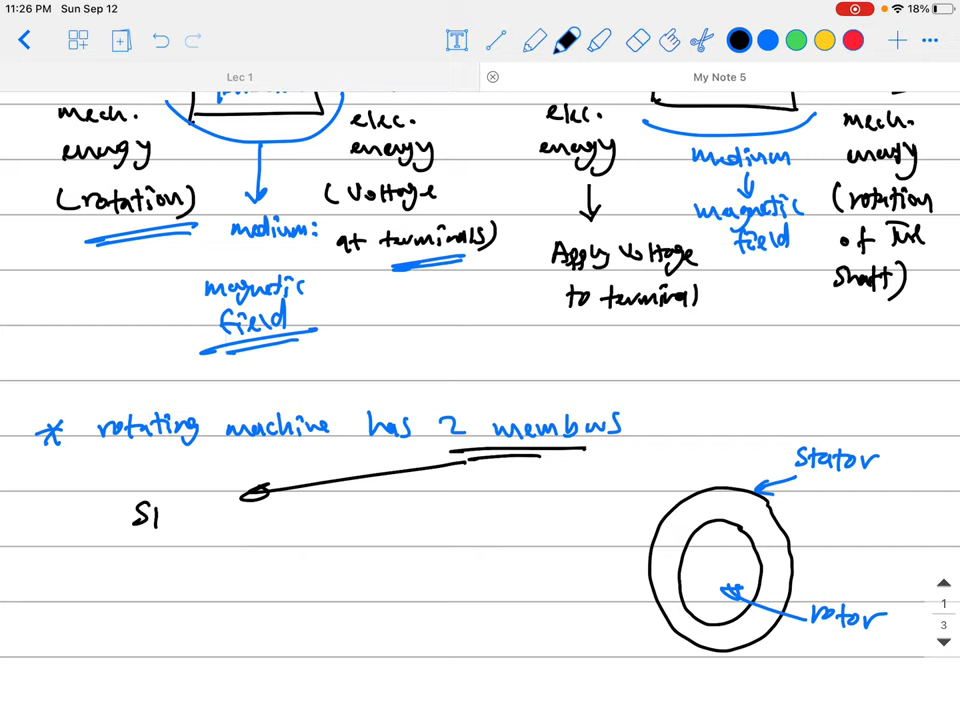 11:26 PM Sun Sep 12
18%
Lec 1
My Note 5
mech.
energy
(rotation)
medium:
magnetic
field
elec.
energy
(Voltage
at terminals)
elec.
energy
Apply Voltage
to terminal
medium
magnetic
field
mech.
energy
(rotation
of the
shaft)
* rotating machine has 2 members
St
stator
rotor
1
3